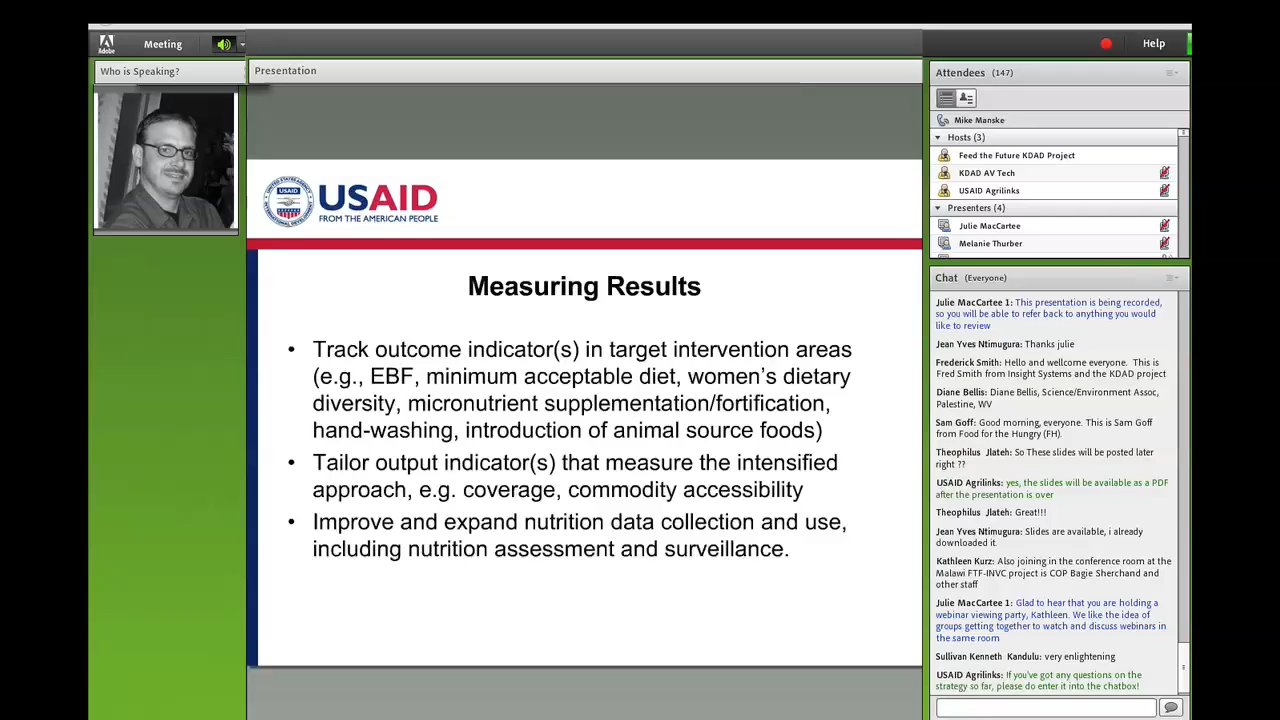 Adobe
Meeting
Help
Who is Speaking?
Presentation
USAID
USAID
FROM THE AMERICAN PEOPLE
Measuring Results
• Track outcome indicator(s) in target intervention areas
(e.g., EBF, minimum acceptable diet, women's dietary
diversity, micronutrient supplementation/fortification,
hand-washing, introduction of animal source foods)
• Tailor output indicator(s) that measure the intensified
approach, e.g. coverage, commodity accessibility
• Improve and expand nutrition data collection and use,
including nutrition assessment and surveillance.
Attendees (147)
Mike Manske
Hosts (3)
Feed the Future KDAD Project
KDAD AV Tech
USAID Agrilinks
Presenters (4)
Julie MacCartee
Melanie Thurber
Chat (Everyone)
Julie MacCartee 1: This presentation is being recorded,
so you will be able to refer back to anything you would
like to review
Jean Yves Ntimugura: Thanks julie
Frederick Smith: Hello and wellcome everyone. This is
Fred Smith from Insight Systems and the KDAD project
Diane Bellis: Diane Bellis, Science/Environment Assoc,
Palestine, WV
Sam Goff: Good morning, everyone. This is Sam Goff
from Food for the Hungry (FH).
Theophilus Jlateh: So These slides will be posted later
right ??
USAID Agrilinks: yes, the slides will be available as a PDF
after the presentation is over
Theophilus Jlateh: Great!!!
Jean Yves Ntimugura: Slides are available, i already
downloaded it.
Kathleen Kurz: Also joining in the conference room at the
Malawi FTF-INVC project is COP Bagie Sherchand and
other staff
Julie MacCartee 1: Glad to hear that you are holding a
webinar viewing party, Kathleen. We like the idea of
groups getting together to watch and discuss webinars in
the same room
Sullivan Kenneth Kandulu: very enlightening
USAID Agrilinks: If you've got any questions on the
strategy so far, please do enter it into the chatbox!